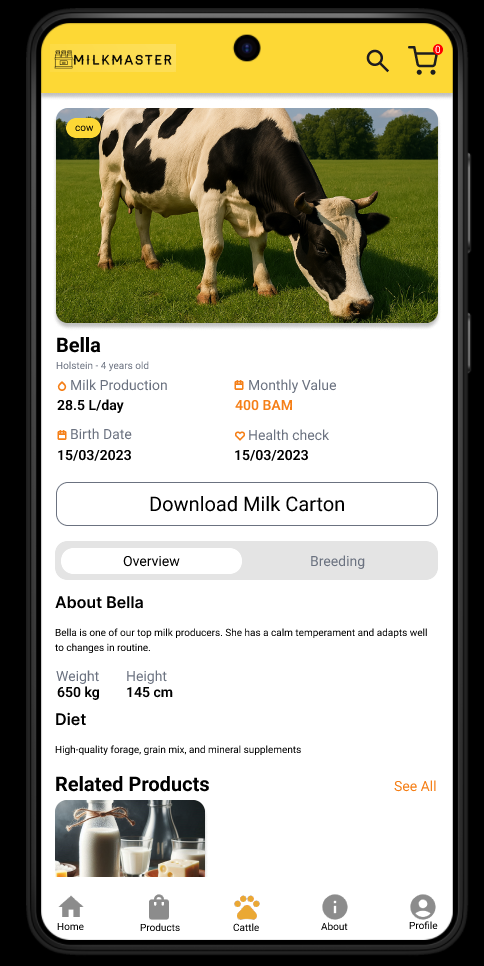 MILKMASTER
0
COW
Bella
Holstein - 4 years old
Milk Production
Monthly Value
28.5 L/day
400 BAM
Birth Date
Health check
15/03/2023
15/03/2023
Download Milk Carton
Overview
Breeding
About Bella
Bella is one of our top milk producers. She has a calm temperament and adapts well
to changes in routine.
Weight
Height
650 kg
145 cm
Diet
High-quality forage, grain mix, and mineral supplements
Related Products
See All
Home
Products
Cattle
About
Profile